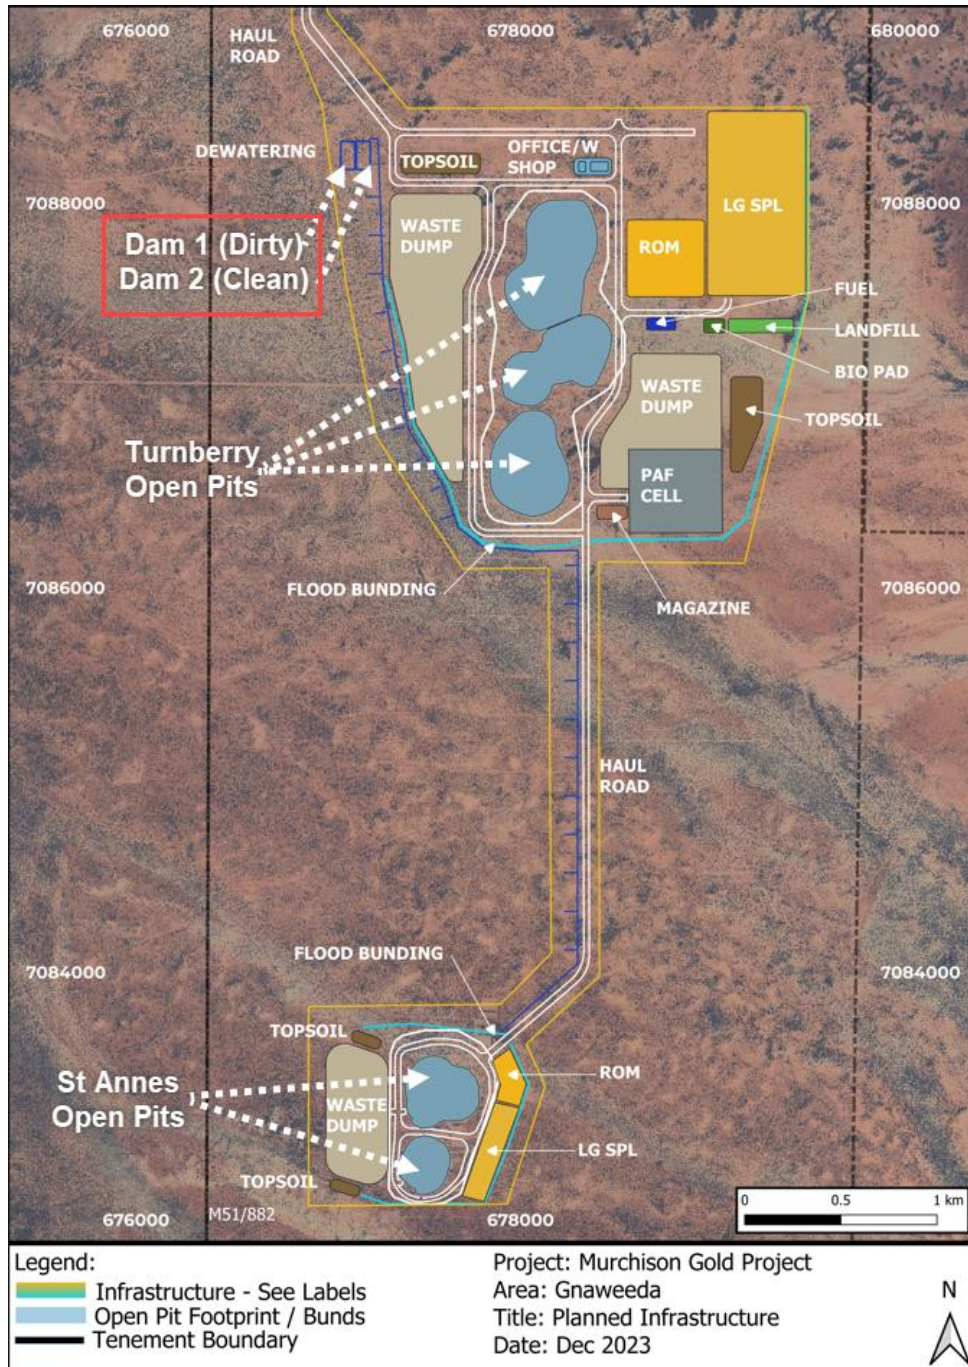 676000
678000
680000
HAUL
ROAD
DEWATERING
TOPSOIL
OFFICE/W
SHOP
7088000
7088000
WASTE
DUMP
LG SPL
ROM
Dam 1 (Dirty)
Dam 2 (Clean)
FUEL
LANDFILL
BIO PAD
WASTE
DUMP
TOPSOIL
Turnberry
Open Pits
PAF
CELL
FLOOD BUNDING
7086000
7086000
MAGAZINE
HAUL
ROAD
FLOOD BUNDING
7084000
7084000
TOPSOIL
ROM
St Annes
Open Pits
WASTE
DUMP
LG SPL
TOPSOIL
0 0.5 1 km
676000
M51/882
678000
Legend:
Infrastructure - See Labels
Open Pit Footprint / Bunds
Tenement Boundary
Project: Murchison Gold Project
Area: Gnaweeda
Title: Planned Infrastructure
Date: Dec 2023
N